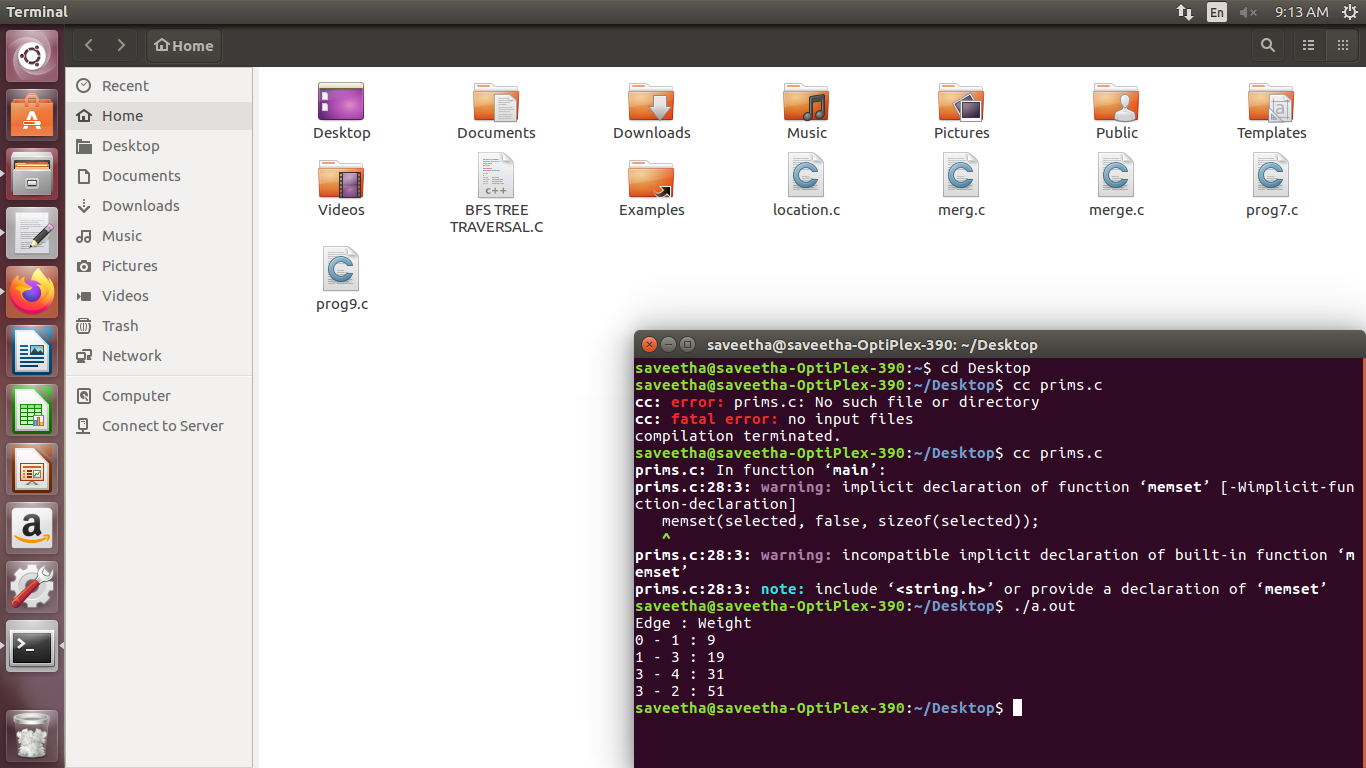 Terminal
En
9:13 AM
Home
Recent
Home
Desktop
Documents
Downloads
Music
Pictures
Videos
Trash
Network
Computer
Connect to Server
Desktop
Documents
Downloads
Music
Pictures
Public
Templates
Videos
c++
BFS TREE
TRAVERSAL.C
Examples
C
location.c
C
merg.c
C
merge.c
C
prog7.c
C
prog9.c
saveetha@saveetha-OptiPlex-390: ~/Desktop
saveetha@saveetha-OptiPlex-390:~$ cd Desktop
saveetha@saveetha-OptiPlex-390:~/Desktop$ cc prims.c
cc: error: prims.c: No such file or directory
cc: fatal error: no input files
compilation terminated.
saveetha@saveetha-OptiPlex-390:~/Desktop$ cc prims.c
prims.c: In function ‘main’:
prims.c:28:3: warning: implicit declaration of function ‘memset’ [-Wimplicit-fun
ction-declaration]
memset(selected, false, sizeof(selected));
^
prims.c:28:3: warning: incompatible implicit declaration of built-in function ‘m
emset’
prims.c:28:3: note: include ‘<string.h>’ or provide a declaration of ‘memset’
saveetha@saveetha-OptiPlex-390:~/Desktop$ ./a.out
Edge : Weight
0 - 1 : 9
1 - 3 : 19
3 - 4 : 31
3 - 2 : 51
saveetha@saveetha-OptiPlex-390:~/Desktop$